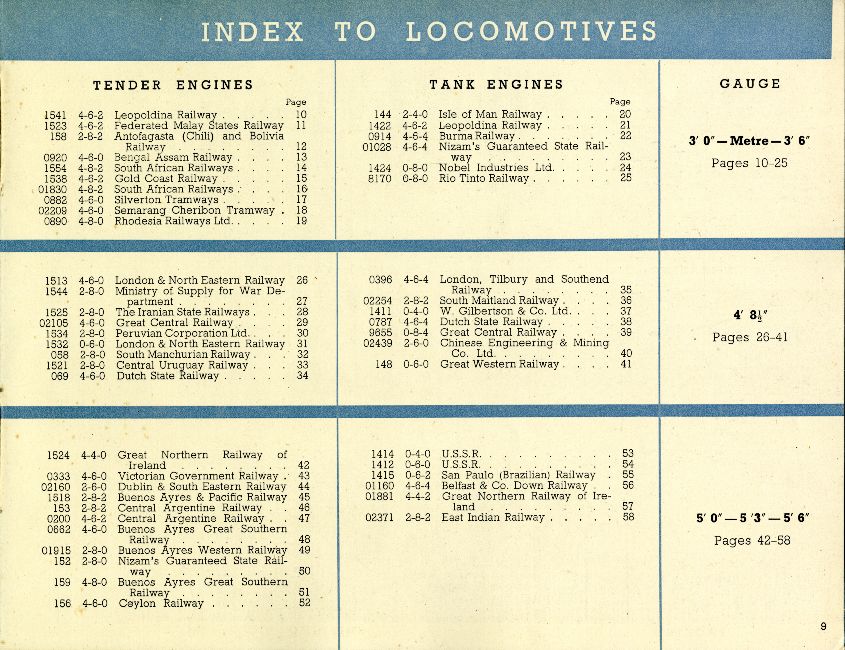 INDEX TO LOCOMOTIVES
TENDER ENGINES
Page
1541 4-6-2 Leopoldina Railway . . . . . 10
1523 4-6-2 Federated Malay States Railway 11
158 2-8-2 Antofagasta (Chili) and Bolivia
Railway . . . . . . . . 12
0920 4-6-0 Bengal Assam Railway . . . . 13
1554 4-8-2 South African Railways . . . . 14
1538 4-6-2 Gold Coast Railway . . . . . 15
01830 4-8-2 South African Railways . . . . 16
0882 4-6-0 Silverton Tramways . . . . . 17
02209 4-6-0 Semarang Cheribon Tramway . 18
0890 4-8-0 Rhodesia Railways Ltd. . . . . 19
TANK ENGINES
Page
144 2-4-0 Isle of Man Railway . . . . . 20
1422 4-6-2 Leopoldina Railway . . . . . 21
0914 4-5-4 Burma Railway . . . . . . 22
01028 4-6-4 Nizam's Guaranteed State Rail-
way . . . . . . . . . 23
1424 0-8-0 Nobel Industries Ltd. . . . . 24
8170 0-8-0 Rio Tinto Railway . . . . . . 25
GAUGE
3' 0"—Metre—3' 6"
Pages 10-25
1513 4-6-0 London & North Eastern Railway 26
1544 2-8-0 Ministry of Supply for War De-
partment . . . . . . . . 27
1525 2-8-0 The Iranian State Railways . . . 28
02105 4-6-0 Great Central Railway . . . . 29
1534 2-8-0 Peruvian Corporation Ltd. . . . 30
1532 0-6-0 London & North Eastern Railway 31
058 2-8-0 South Manchurian Railway . . . 32
1521 2-8-0 Central Uruguay Railway . . . 33
069 4-6-0 Dutch State Railway . . . . . 34
0396 4-6-4 London, Tilbury and Southend
Railway . . . . . . . . 35
02254 2-8-2 South Maitland Railway . . . . 36
1411 0-4-0 W. Gilbertson & Co. Ltd. . . . 37
0787 4-6-4 Dutch State Railway . . . . . 38
9655 0-8-4 Great Central Railway . . . . 39
02439 2-6-0 Chinese Engineering & Mining
Co. Ltd. . . . . . . . . 40
148 0-6-0 Great Western Railway . . . . 41
4' 8½"
Pages 26-41
1524 4-4-0 Great Northern Railway of
Ireland . . . . . . . . 42
0333 4-6-0 Victorian Government Railway . 43
02160 2-6-0 Dublin & South Eastern Railway 44
1518 2-8-2 Buenos Ayres & Pacific Railway 45
153 2-8-2 Central Argentine Railway . . 46
0200 4-6-2 Central Argentine Railway . . 47
0662 4-6-0 Buenos Ayres Great Southern
Railway . . . . . . . . 48
01915 2-8-0 Buenos Ayres Western Railway 49
152 2-8-0 Nizam's Guaranteed State Rail-
way . . . . . . . . . 50
159 4-8-0 Buenos Ayres Great Southern
Railway . . . . . . . . 51
156 4-6-0 Ceylon Railway . . . . . . 52
1414 0-4-0 U.S.S.R. . . . . . . . . . 53
1412 0-6-0 U.S.S.R. . . . . . . . . . 54
1415 0-6-2 San Paulo (Brazilian) Railway . 55
01160 4-6-4 Belfast & Co. Down Railway . . 56
01881 4-4-2 Great Northern Railway of Ire-
land . . . . . . . . . 57
02371 2-8-2 East Indian Railway . . . . . 58
5' 0"—5 '3"—5' 6"
Pages 42-58
9